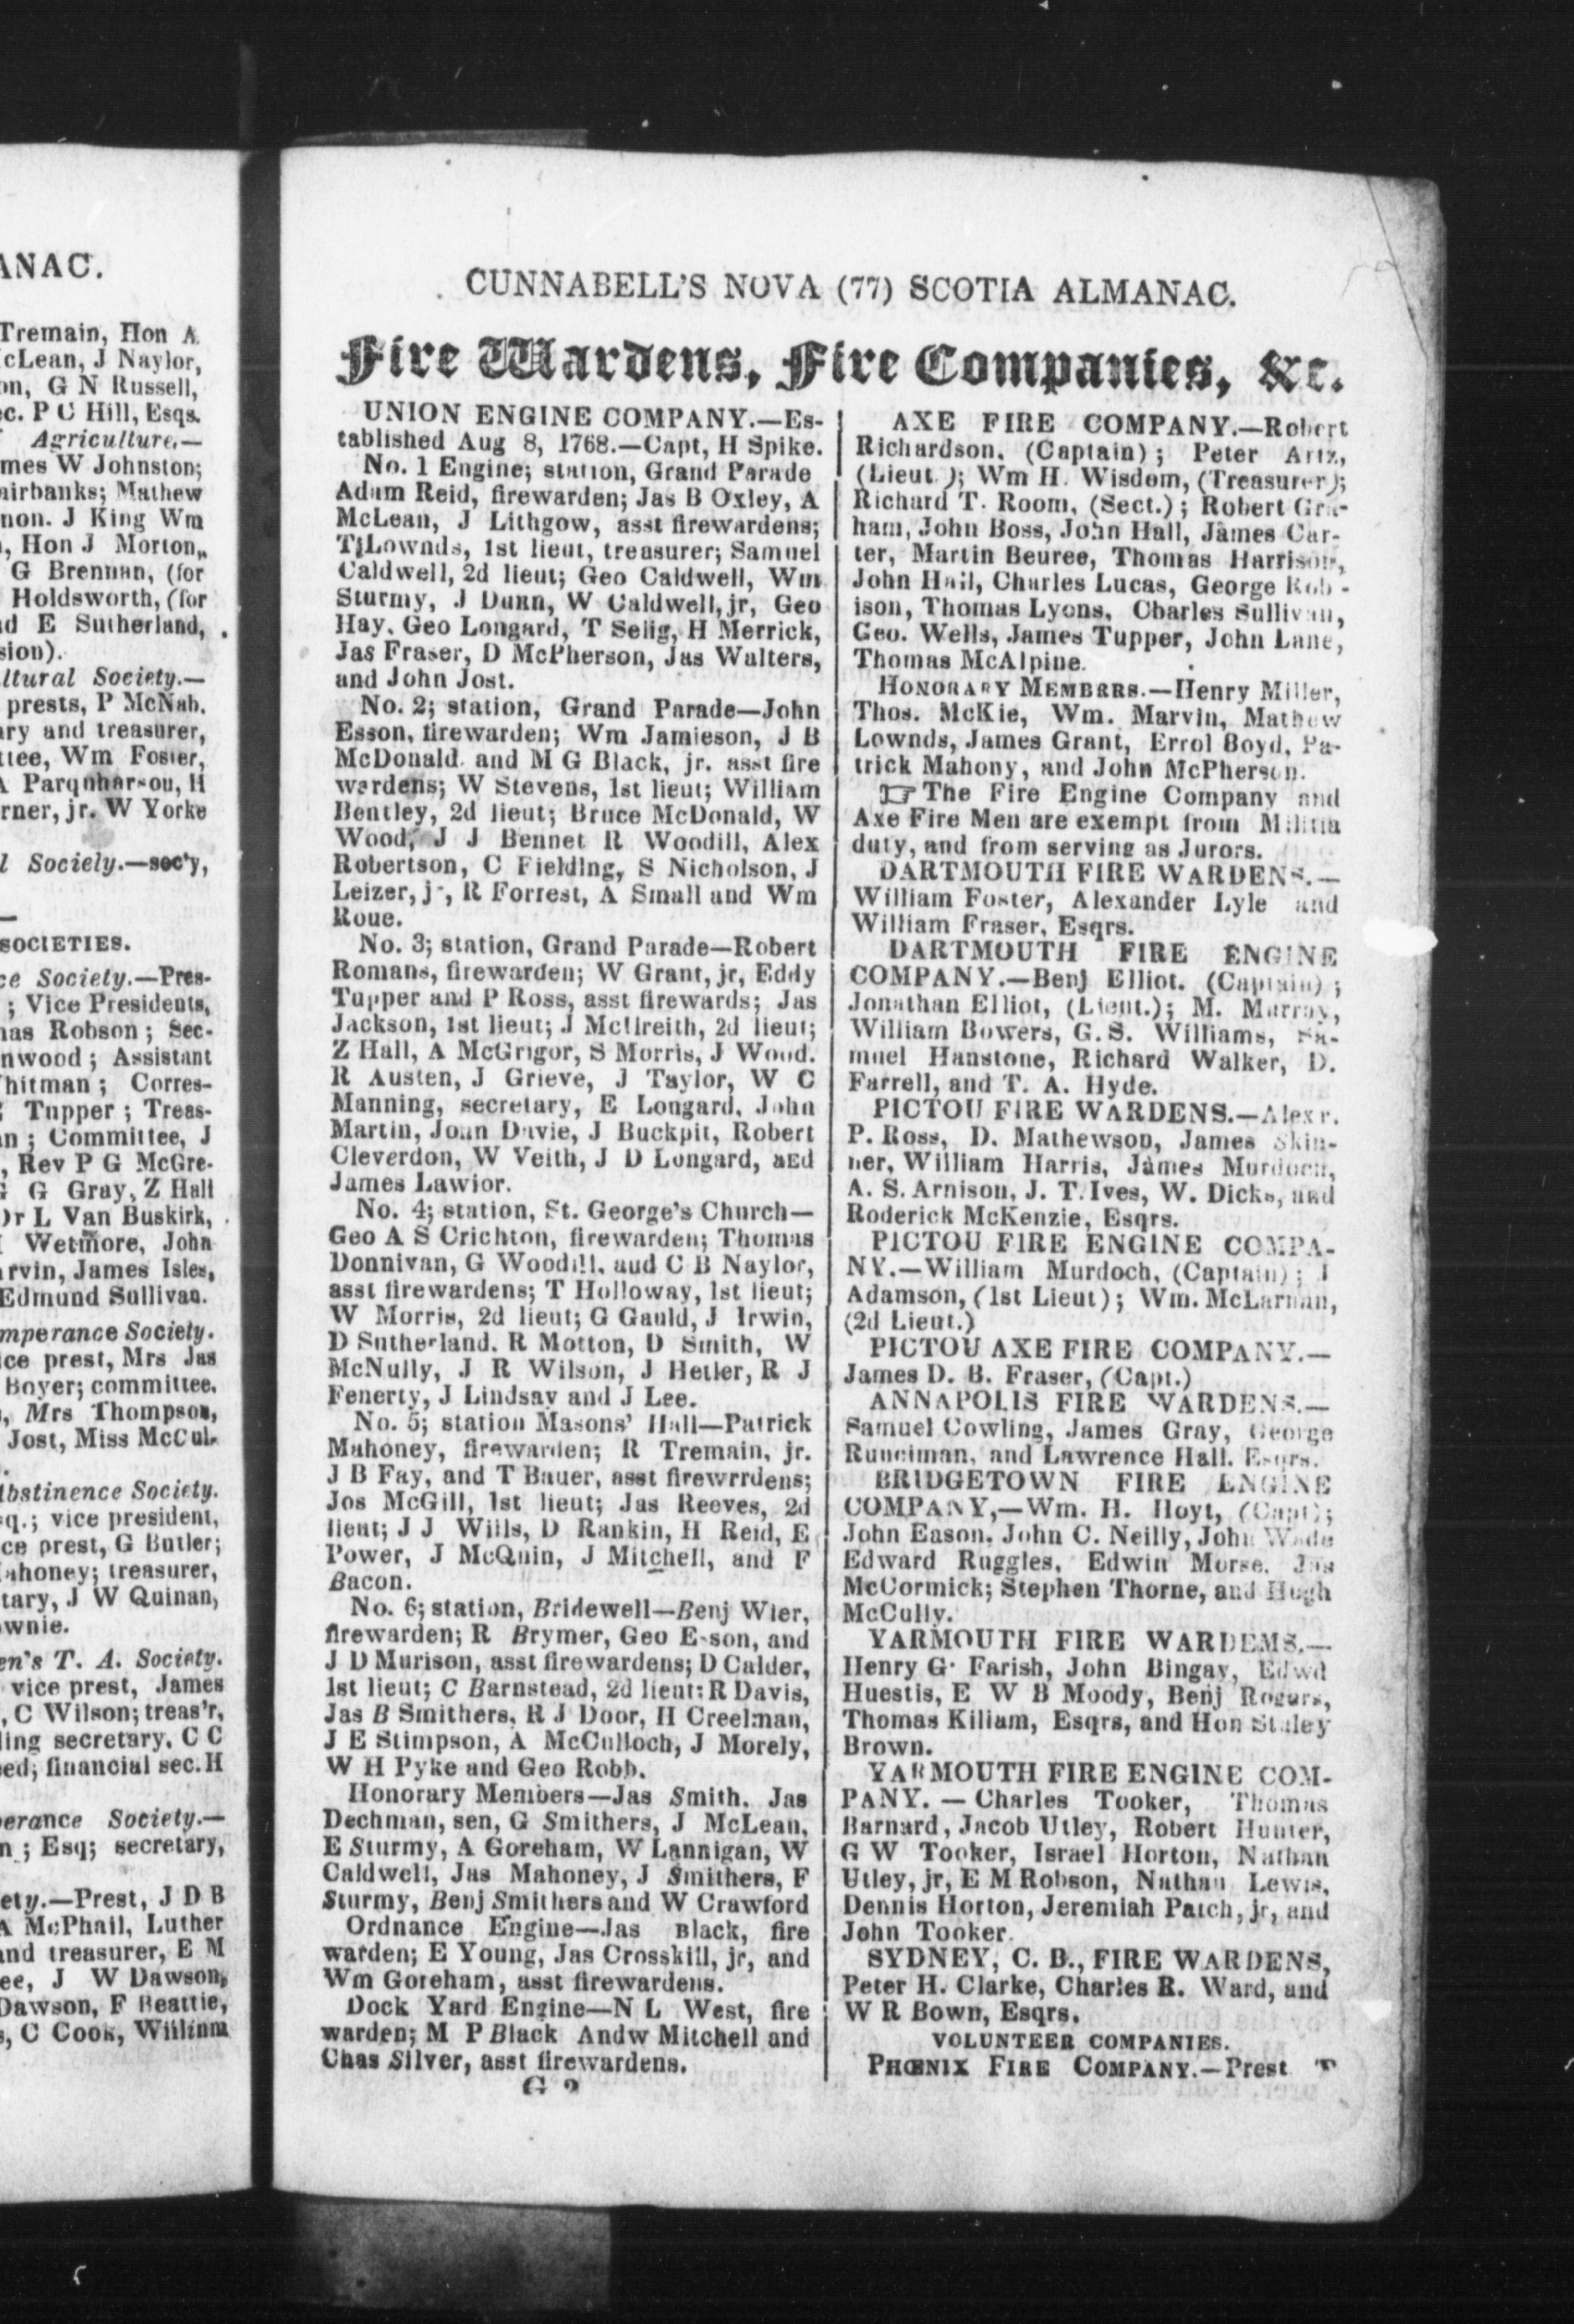 ANAC.
Tremain, Hon A.
cLean, J Naylor,
on, G N Russell,
ec. P C Hill, Esqs.
Agriculture,—
mes W Johnston;
airbanks; Mathew
non. J King Wm
, Hon J Morton,
G Brennan, (for
Holdsworth, (for
d E Sutherland,
sion).
ltural Society.—
prests, P McNab.
ary and treasurer,
ttee, Wm Foster,
A Parqnharsou, H
rner, jr. W Yorke
l Society.—sec'y,
SOCIETIES.
ce Society.—Pres-
; Vice Presidents,
as Robson; Sec-
nwood; Assistant
hitman; Corres-
Tupper; Treas-
n; Committee, J
, Rev P G McGre-
G Gray, Z Hall
Dr L Van Buskirk,
Wetmore, John
rvin, James Isles,
Edmund Sullivan.
mperance Society.
ice prest, Mrs Jas
Boyer; committee.
, Mrs Thompson,
Jost, Miss McCul-
Abstinence Society.
q.; vice president,
ce prest, G Butler;
ahoney; treasurer,
tary, J W Quinan,
ownie.
en's T. A. Society.
vice prest, James
, C Wilson; treas'r,
ling secretary, C C
ed; financial sec. H
perance Society.—
n; Esq; secretary,
ety.—Prest, J D B
A McPhail, Luther
and treasurer, E M
ee, J W Dawson,
Dawson, F Beattie,
s, C Cook, William
CUNNABELL'S NOVA (77) SCOTIA ALMANAC.
Fire Wardens, Fire Companies, &c.
UNION ENGINE COMPANY.—Es-
tablished Aug 8, 1768.—Capt, H Spike.
No. 1 Engine; station, Grand Parade
Adam Reid, firewarden; Jas B Oxley, A
McLean, J Lithgow, asst firewardens;
T Lownds, 1st lieut, treasurer; Samuel
Caldwell, 2d lieut; Geo Caldwell, Wm
Sturmy, J Dunn, W Caldwell, jr, Geo
Hay, Geo Longard, T Selig, H Merrick,
Jas Fraser, D McPherson, Jas Walters,
and John Jost.
No. 2; station, Grand Parade—John
Esson, firewarden; Wm Jamieson, J B
McDonald. and M G Black, jr. asst fire
wardens; W Stevens, 1st lieut; William
Bentley, 2d lieut; Bruce McDonald, W
Wood, J J Bennet R Woodill, Alex
Robertson, C Fielding, S Nicholson, J
Leizer, jr, R Forrest, A Small and Wm
Roue.
No. 3; station, Grand Parade—Robert
Romans, firewarden; W Grant, jr, Eddy
Tupper and P Ross, asst firewards; Jas
Jackson, 1st lieut; J McIlreith, 2d lieut;
Z Hall, A McGrigor, S Morris, J Wood.
R Austen, J Grieve, J Taylor, W C
Manning, secretary, E Longard, John
Martin, John Davie, J Buckpit, Robert
Cleverdon, W Veith, J D Longard, aEd
James Lawior.
No. 4; station, St. George's Church—
Geo A S Crichton, firewarden; Thomas
Donnivan, G Woodill, aud C B Naylor,
asst firewardens; T Holloway, 1st lieut;
W Morris, 2d lieut; G Gauld, J Irwin,
D Sutherland. R Motton, D Smith, W
McNully, J R Wilson, J Hetler, R J
Fenerty, J Lindsay and J Lee.
No. 5; station Masons' Hall—Patrick
Mahoney, firewarden; R Tremain, jr.
J B Fay, and T Bauer, asst firewrrdens;
Jos McGill, 1st lieut; Jas Reeves, 2d
lieut; J J Wills, D Rankin, H Reid, E
Power, J McQuin, J Mitchell, and F
Bacon.
No. 6; station, Bridewell—Benj Wier,
firewarden; R Brymer, Geo Esson, and
J D Murison, asst firewardens; D Calder,
1st lieut; C Barnstead, 2d lieut; R Davis,
Jas B Smithers, R J Door, H Creelman,
J E Stimpson, A McCulloch, J Morely,
W H Pyke and Geo Robb.
Honorary Members—Jas Smith. Jas
Dechman, sen, G Smithers, J McLean,
E Sturmy, A Goreham, W Lannigan, W
Caldwell, Jas Mahoney, J Smithers, F
Sturmy, Benj Smithers and W Crawford
Ordnance Engine—Jas Black, fire
warden; E Young, Jas Crosskill, jr, and
Wm Goreham, asst firewardens.
Dock Yard Engine—N L West, fire
warden; M P Black Andw Mitchell and
Chas Silver, asst firewardens.
G 2
AXE FIRE COMPANY.—Robert
Richardson, (Captain); Peter Artz,
(Lieut.); Wm H. Wisdom, (Treasurer);
Richard T. Room, (Sect.); Robert Gra-
ham, John Boss, John Hall, James Car-
ter, Martin Beuree, Thomas Harrison,
John Hail, Charles Lucas, George Rob-
ison, Thomas Lyons, Charles Sullivan,
Geo. Wells, James Tupper, John Lane,
Thomas McAlpine.
HONORARY MEMBRRS.—Henry Miller,
Thos. McKie, Wm. Marvin, Mathew
Lownds, James Grant, Errol Boyd, Pa-
trick Mahony, and John McPherson.
☞ The Fire Engine Company and
Axe Fire Men are exempt from Militia
duty, and from serving as Jurors.
DARTMOUTH FIRE WARDENS.—
William Foster, Alexander Lyle and
William Fraser, Esqrs.
DARTMOUTH FIRE ENGINE
COMPANY.—Benj Elliot. (Captain);
Jonathan Elliot, (Lieut.); M. Murray,
William Bowers, G. S. Williams, Sa-
muel Hanstone, Richard Walker, D.
Farrell, and T. A. Hyde.
PICTOU FIRE WARDENS.—Alexr.
P. Ross, D. Mathewson, James Skin-
ner, William Harris, James Murdoch,
A. S. Arnison, J. T. Ives, W. Dicks, and
Roderick McKenzie, Esqrs.
PICTOU FIRE ENGINE COMPA-
NY.—William Murdoch, (Captain); J
Adamson, (1st Lieut); Wm. McLarnan,
(2d Lieut.)
PICTOU AXE FIRE COMPANY.—
James D. B. Fraser, (Capt.)
ANNAPOLIS FIRE WARDENS.—
Samuel Cowling, James Gray, George
Runciman, and Lawrence Hall. Esqrs.
BRIDGETOWN FIRE ENGINE
COMPANY,—Wm. H. Hoyt, (Capt);
John Eason, John C. Neilly, John Wade
Edward Ruggles, Edwin Morse, Jas
McCormick; Stephen Thorne, and Hugh
McCully.
YARMOUTH FIRE WARDEMS.—
Henry G. Farish, John Bingay, Edwd
Huestis, E W B Moody, Benj Rogers,
Thomas Killam, Esqrs, and Hon Staley
Brown.
YARMOUTH FIRE ENGINE COM-
PANY. — Charles Tooker, Thomas
Barnard, Jacob Utley, Robert Hunter,
G W Tooker, Israel Horton, Nathan
Utley, jr, E M Robson, Nathan Lewis,
Dennis Horton, Jeremiah Patch, jr, and
John Tooker.
SYDNEY, C. B., FIRE WARDENS,
Peter H. Clarke, Charles R. Ward, and
W R Bown, Esqrs.
VOLUNTEER COMPANIES.
PHŒNIX FIRE COMPANY.—Prest T